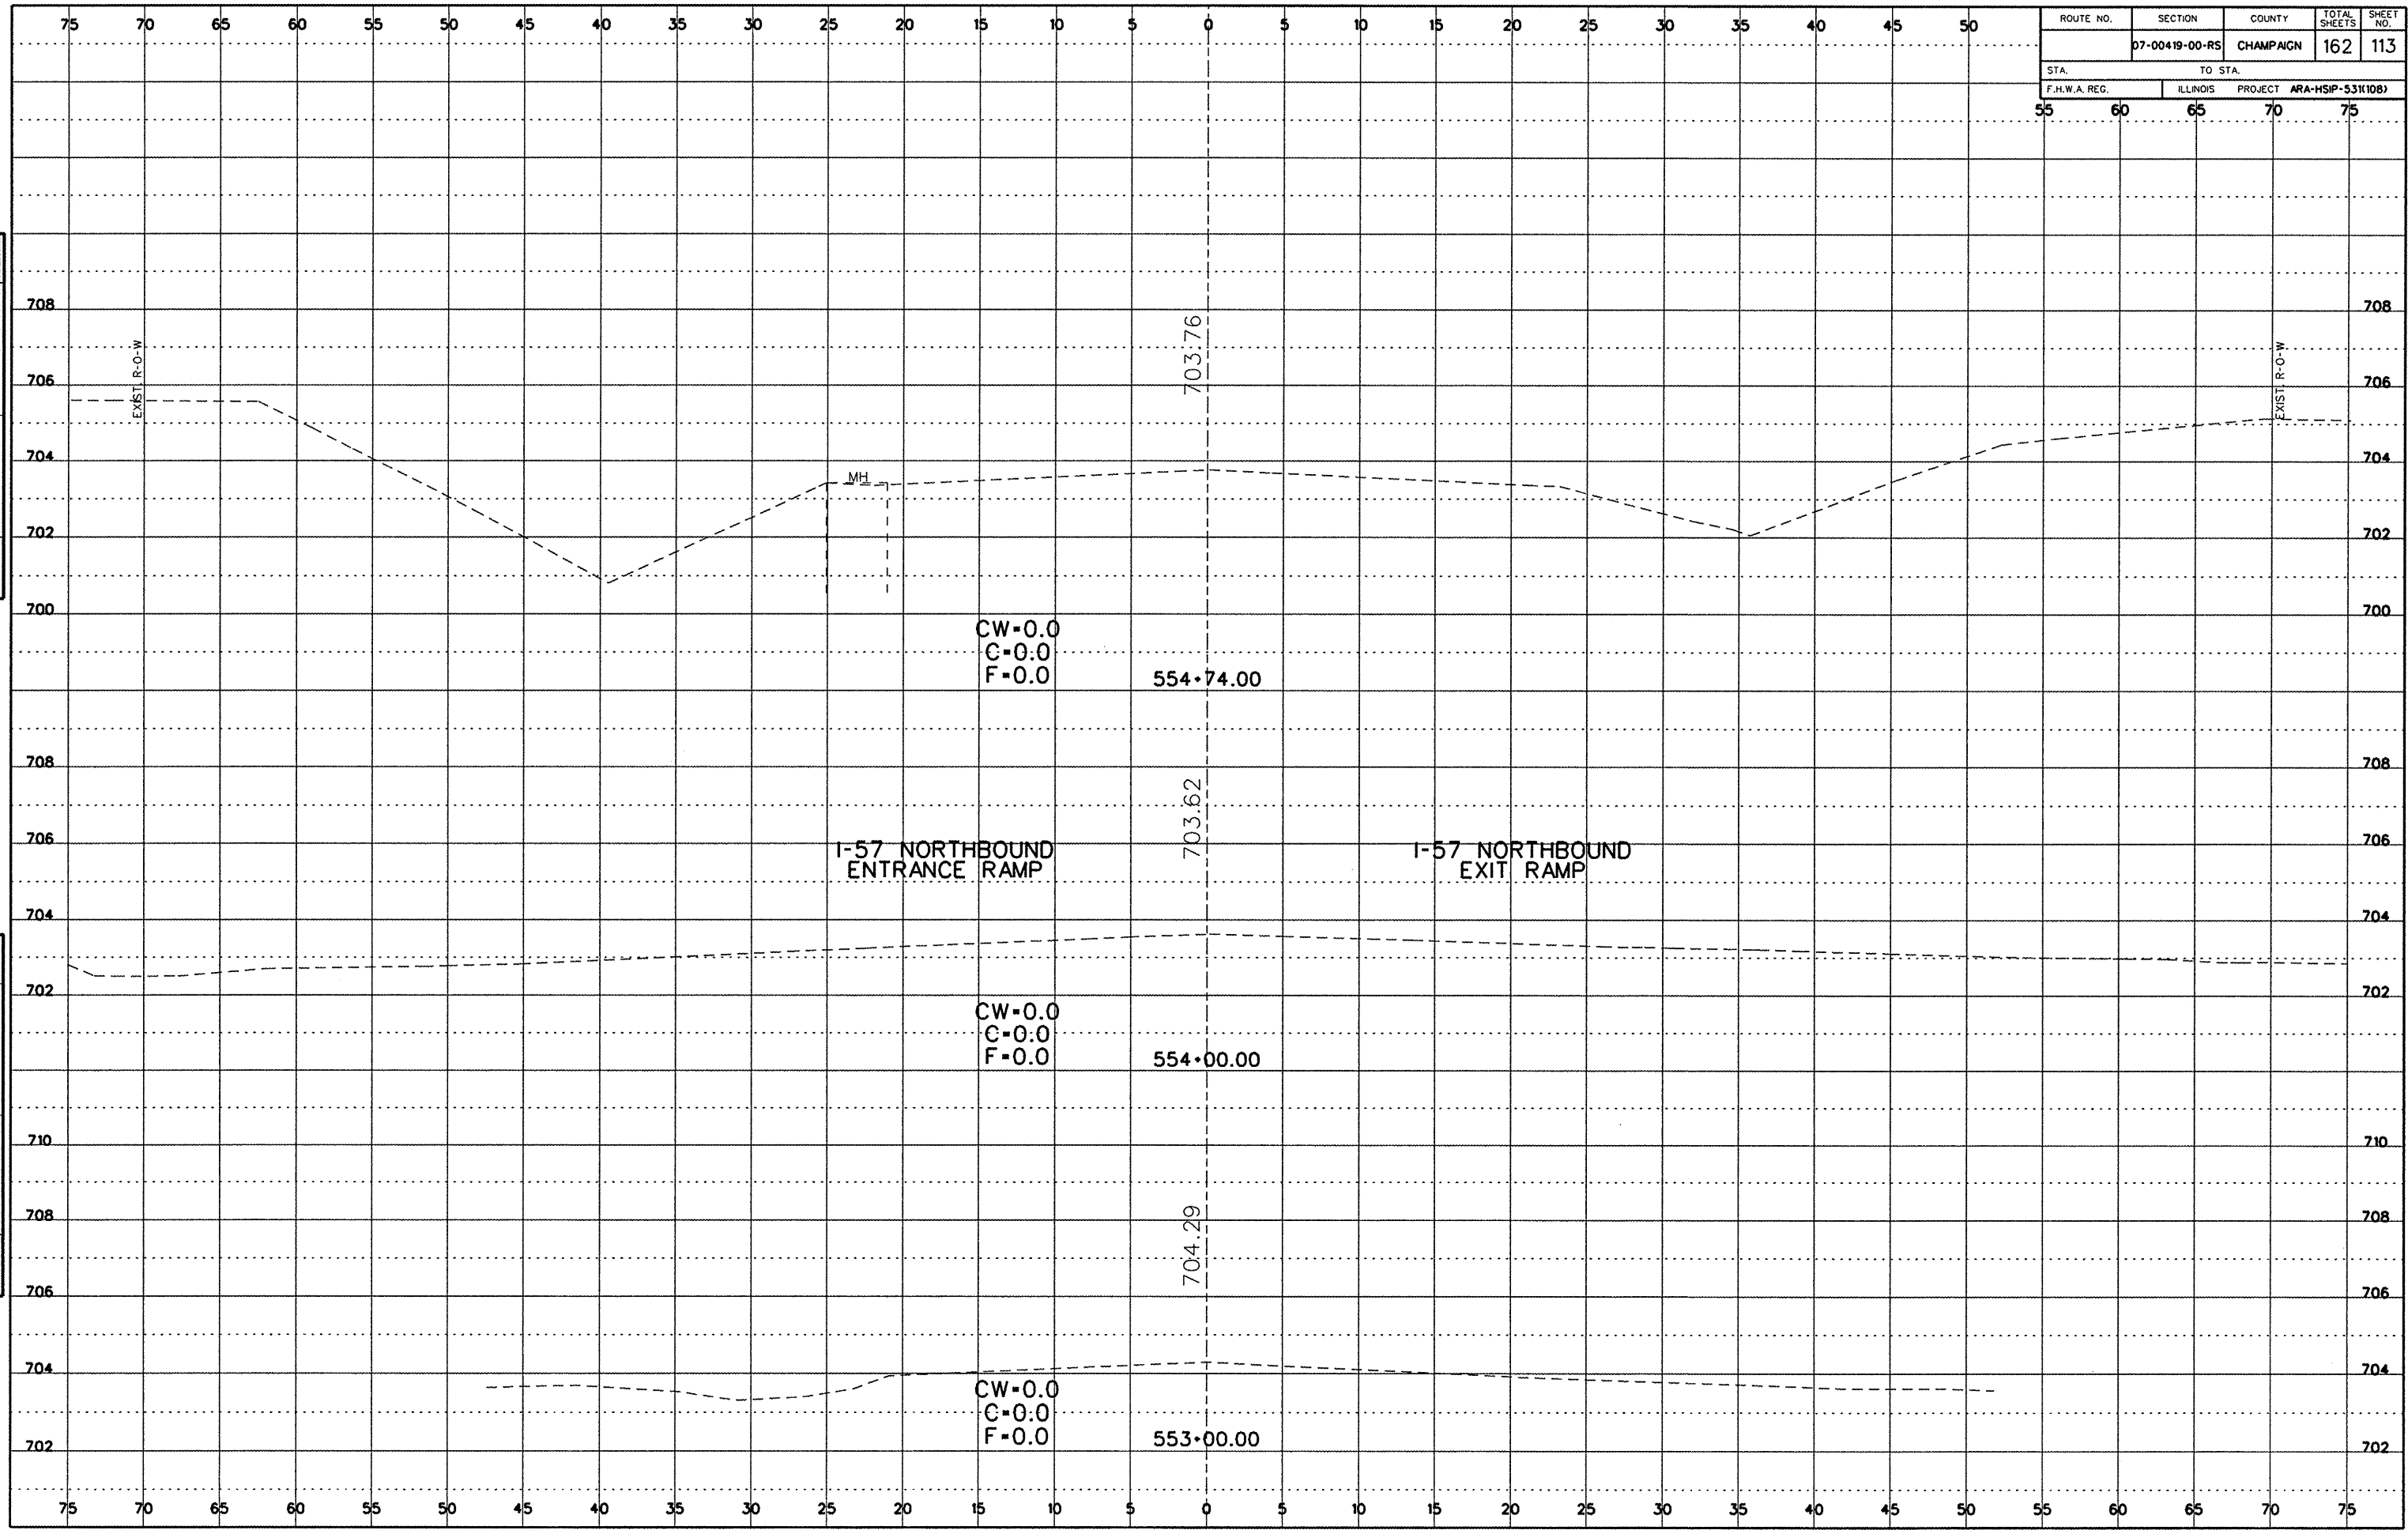 75 70 65 60 55 50 45 40 35 30 25 20 15 10 5 0 5 10 15 20 25 30 35 40 45 50
ROUTE NO. SECTION COUNTY TOTAL SHEETS SHEET NO.
07-00419-00-RS CHAMPAIGN 162 113
STA. TO STA.
F.H.W.A. REG. ILLINOIS PROJECT ARA-HSIP-5311(108)
55 60 65 70 75
708 708
703.76
EXIST. R-O-W EXIST. R-O-W
706 706
704 704
MH
702 702
700 700
CW=0.0
C=0.0
F=0.0 554+74.00
708 708
703.62
706 706
I-57 NORTHBOUND I-57 NORTHBOUND
ENTRANCE RAMP EXIT RAMP
704 704
702 702
CW=0.0
C=0.0
F=0.0 554+00.00
710 710
708 708
704.29
706 706
704 704
CW=0.0
C=0.0
F=0.0 553+00.00
702 702
75 70 65 60 55 50 45 40 35 30 25 20 15 10 5 0 5 10 15 20 25 30 35 40 45 50 55 60 65 70 75